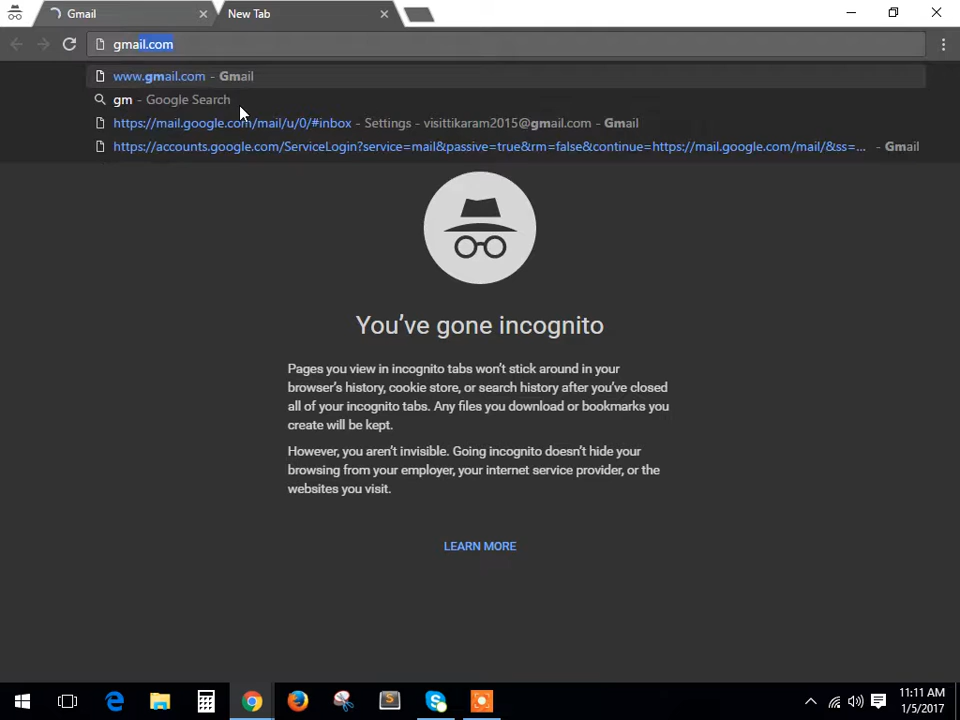 Gmail
New Tab
gmail.com
www.gmail.com - Gmail
gm - Google Search
https://mail.google.com/mail/u/0/#inbox - Settings - visittikaram2015@gmail.com - Gmail
https://accounts.google.com/ServiceLogin?service=mail&passive=true&rm=false&continue=https://mail.google.com/mail/&ss=... - Gmail
You've gone incognito
Pages you view in incognito tabs won't stick around in your
browser's history, cookie store, or search history after you've closed
all of your incognito tabs. Any files you download or bookmarks you
create will be kept.
However, you aren't invisible. Going incognito doesn't hide your
browsing from your employer, your internet service provider, or the
websites you visit.
LEARN MORE
11:11 AM
1/5/2017